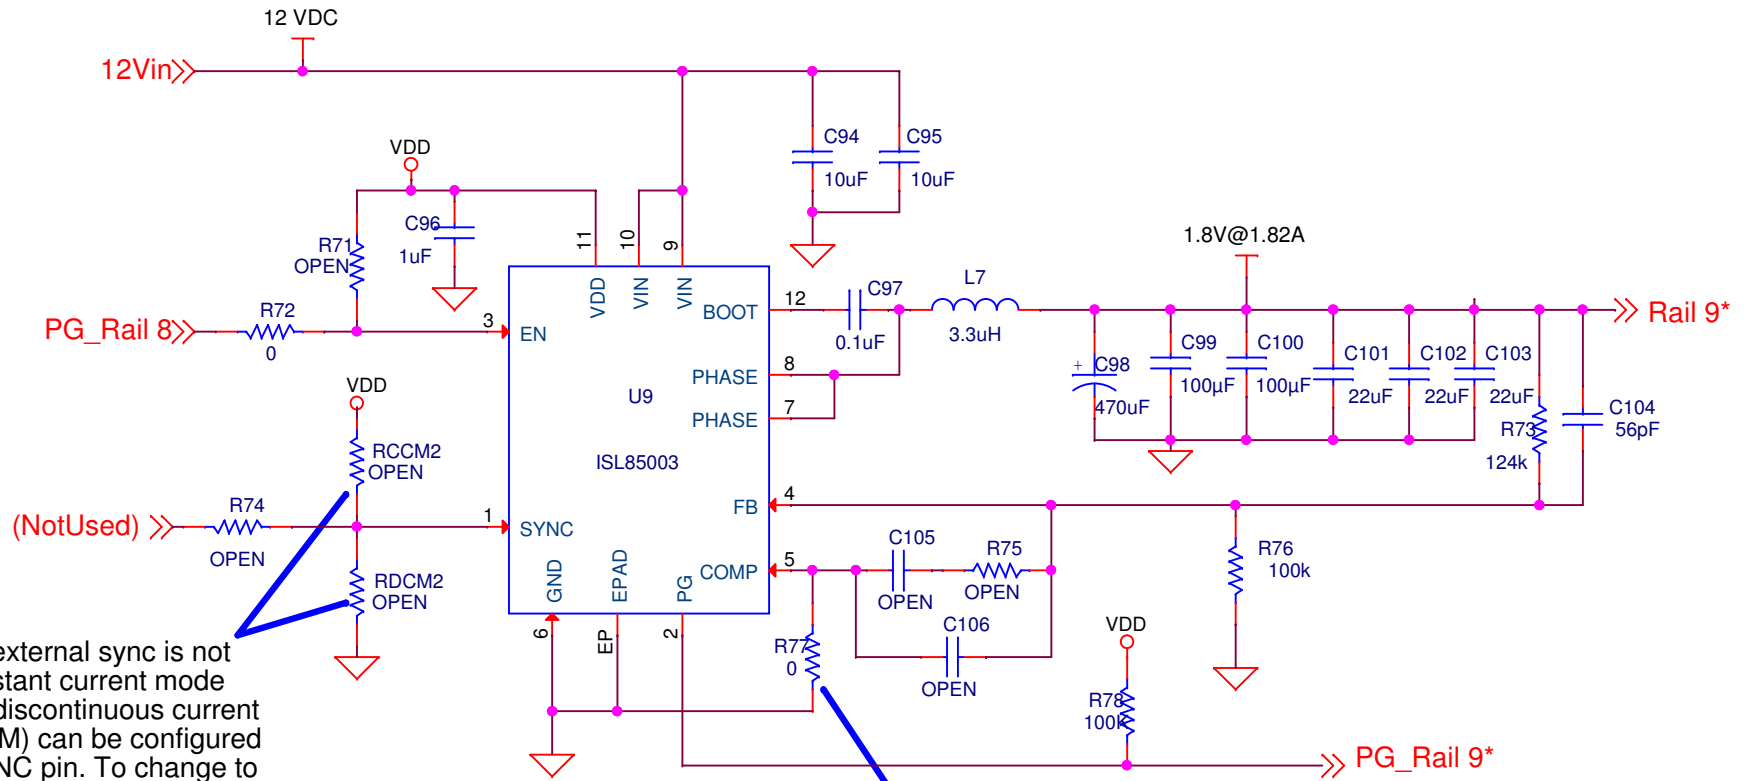 12 VDC
12Vin
VDD
C94
10uF
C95
10uF
C96
1uF
R71
OPEN
11
10
9
1.8V@1.82A
VDD
VIN
VIN
R72
0
PG_Rail 8
3
EN
BOOT
12
C97
0.1uF
L7
3.3uH
Rail 9*
PHASE
8
PHASE
7
U9
ISL85003
+
C98
470uF
C99
100µF
C100
100µF
C101
22uF
C102
22uF
C103
22uF
R73
124k
C104
56pF
VDD
RCCM2
OPEN
(NotUsed)
R74
OPEN
1
SYNC
RDCM2
OPEN
FB
4
COMP
5
C105
OPEN
R75
OPEN
C106
OPEN
R76
100k
GND
EPAD
PG
6
EP
2
R77
0
VDD
R78
100k
PG_Rail 9*
external sync is not
stant current mode
discontinuous current
M) can be configured
NC pin. To change to